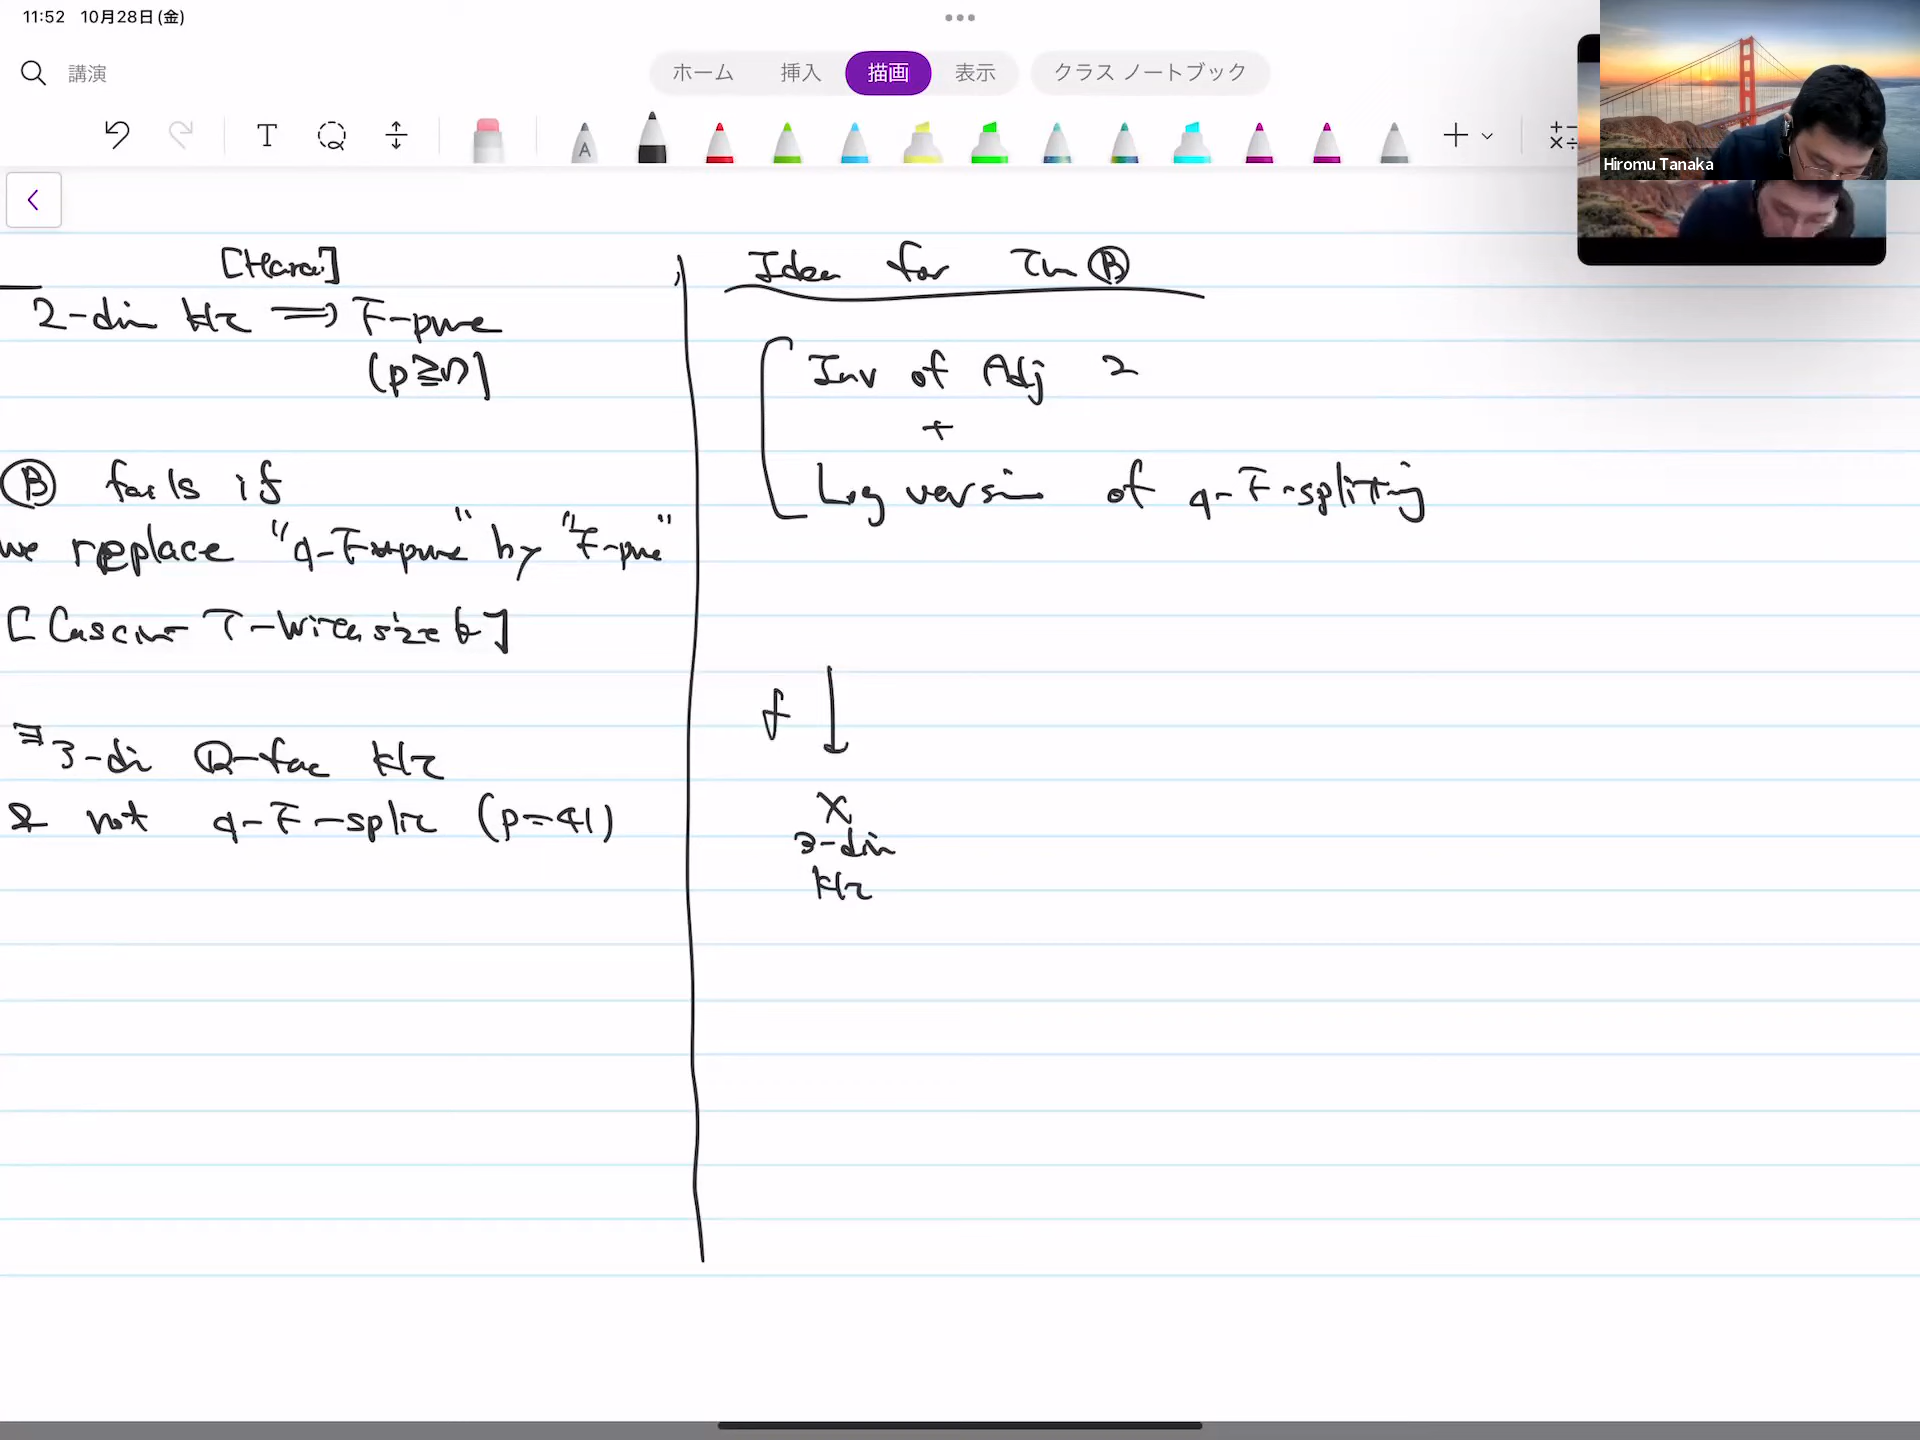 11:52 10月28日(金)
講演
ホーム 挿入 描画 表示 クラス ノートブック
Hiromu Tanaka
[Hara]
2-dim klt ⟹ F-pure
(p≧7)
Ⓑ fails if
we replace "q-F-pure" by "F-pure"
[Cascini-T-Witaszek]
∃3-dim Q-fac klt
& not q-F-split (p=41)
Idea for Thm Ⓑ
Inv of Adj 2
+
Log version of q-F-splitting
f ↓
X
3-dim
klt